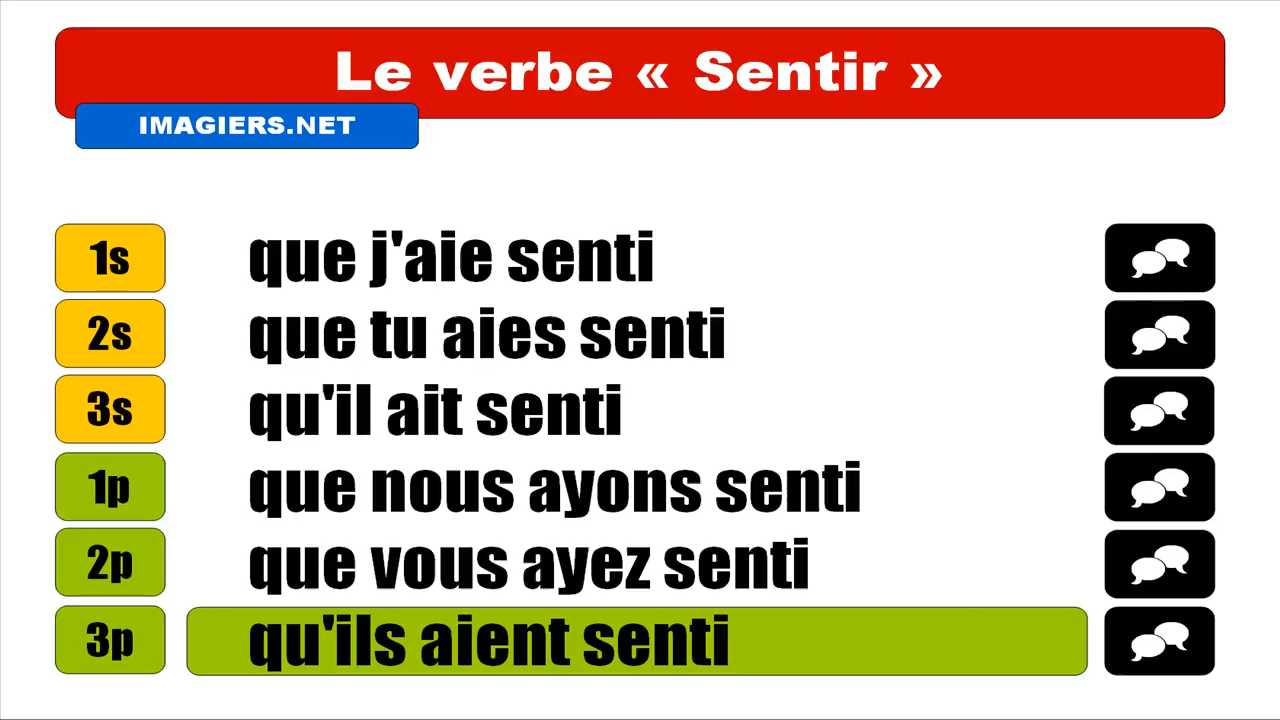 Le verbe « Sentir »
IMAGIERS.NET
1s que j'aie senti
2s que tu aies senti
3s qu'il ait senti
1p que nous ayons senti
2p que vous ayez senti
3p qu'ils aient senti